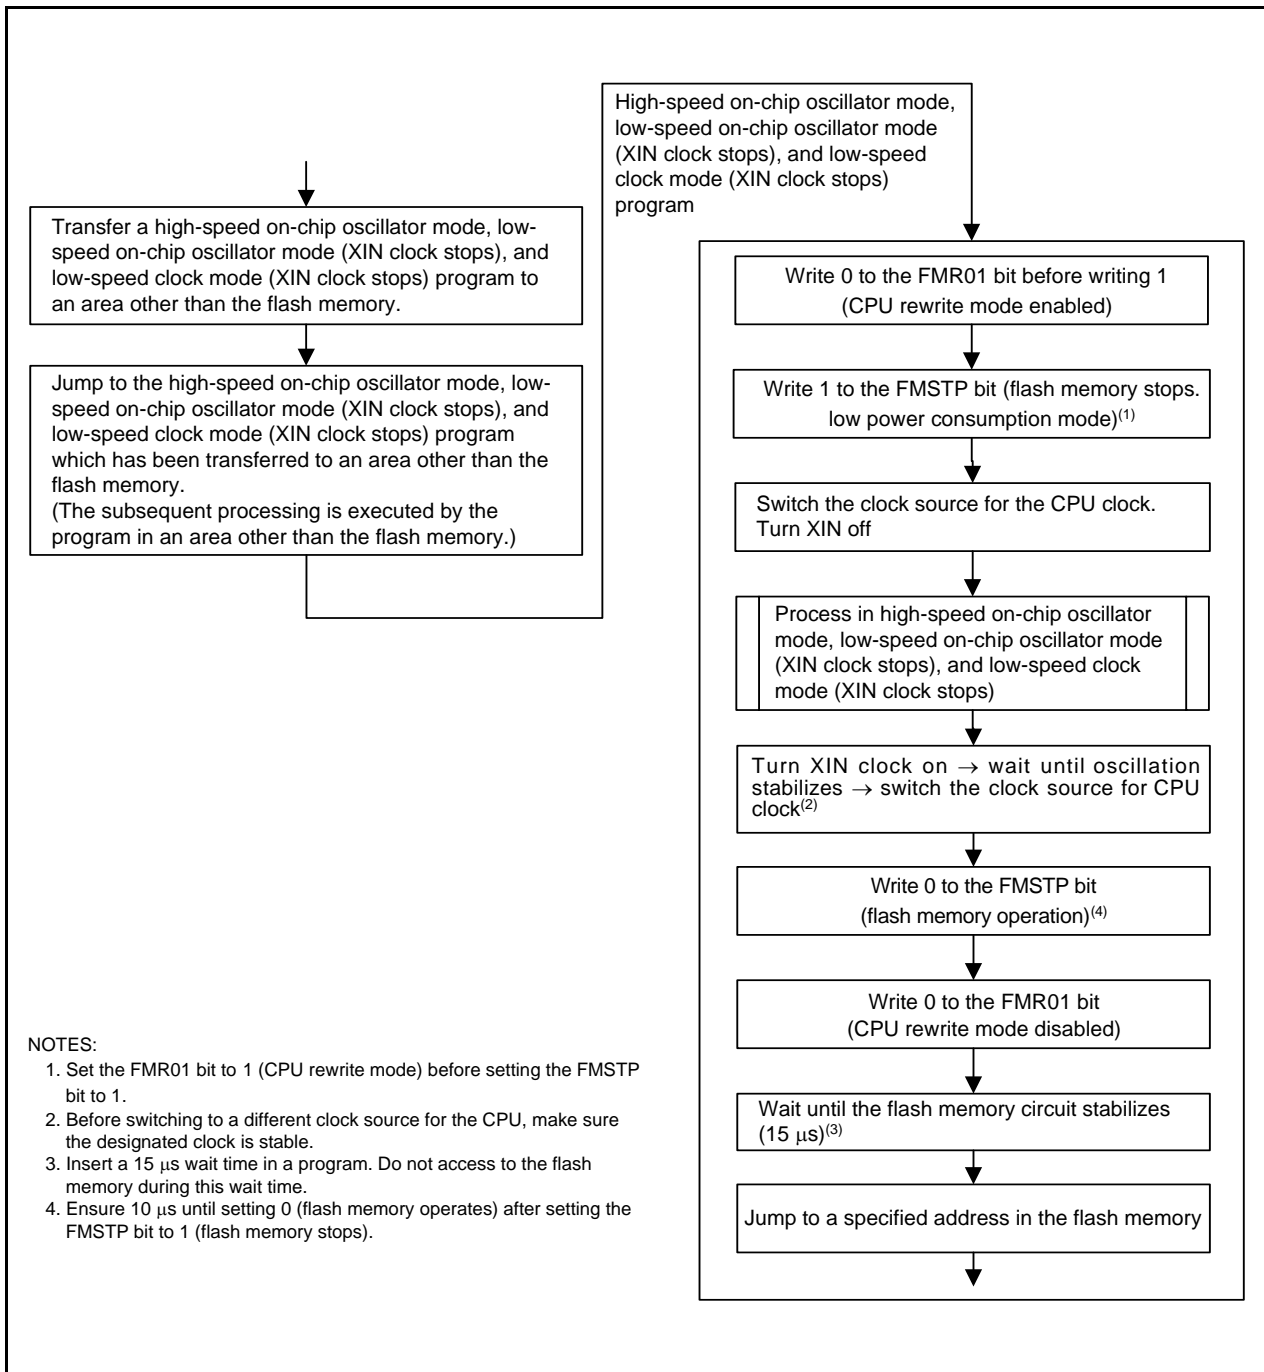 Transfer a high-speed on-chip oscillator mode, low-
speed on-chip oscillator mode (XIN clock stops), and
low-speed clock mode (XIN clock stops) program to
an area other than the flash memory.
Jump to the high-speed on-chip oscillator mode, low-
speed on-chip oscillator mode (XIN clock stops), and
low-speed clock mode (XIN clock stops) program
which has been transferred to an area other than the
flash memory.
(The subsequent processing is executed by the
program in an area other than the flash memory.)
High-speed on-chip oscillator mode,
low-speed on-chip oscillator mode
(XIN clock stops), and low-speed
clock mode (XIN clock stops)
program
Write 0 to the FMR01 bit before writing 1
(CPU rewrite mode enabled)
Write 1 to the FMSTP bit (flash memory stops.
low power consumption mode)(1)
Switch the clock source for the CPU clock.
Turn XIN off
Process in high-speed on-chip oscillator
mode, low-speed on-chip oscillator mode
(XIN clock stops), and low-speed clock
mode (XIN clock stops)
Turn XIN clock on → wait until oscillation
stabilizes → switch the clock source for CPU
clock(2)
Write 0 to the FMSTP bit
(flash memory operation)(4)
Write 0 to the FMR01 bit
(CPU rewrite mode disabled)
Wait until the flash memory circuit stabilizes
(15 μs)(3)
Jump to a specified address in the flash memory
NOTES:
1. Set the FMR01 bit to 1 (CPU rewrite mode) before setting the FMSTP
bit to 1.
2. Before switching to a different clock source for the CPU, make sure
the designated clock is stable.
3. Insert a 15 μs wait time in a program. Do not access to the flash
memory during this wait time.
4. Ensure 10 μs until setting 0 (flash memory operates) after setting the
FMSTP bit to 1 (flash memory stops).